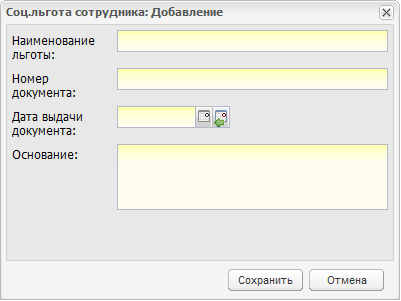 Соц.льгота сотрудника: Добавление
Наименование
льготы:
Номер
документа:
Дата выдачи
документа:
Основание:
Сохранить
Отмена